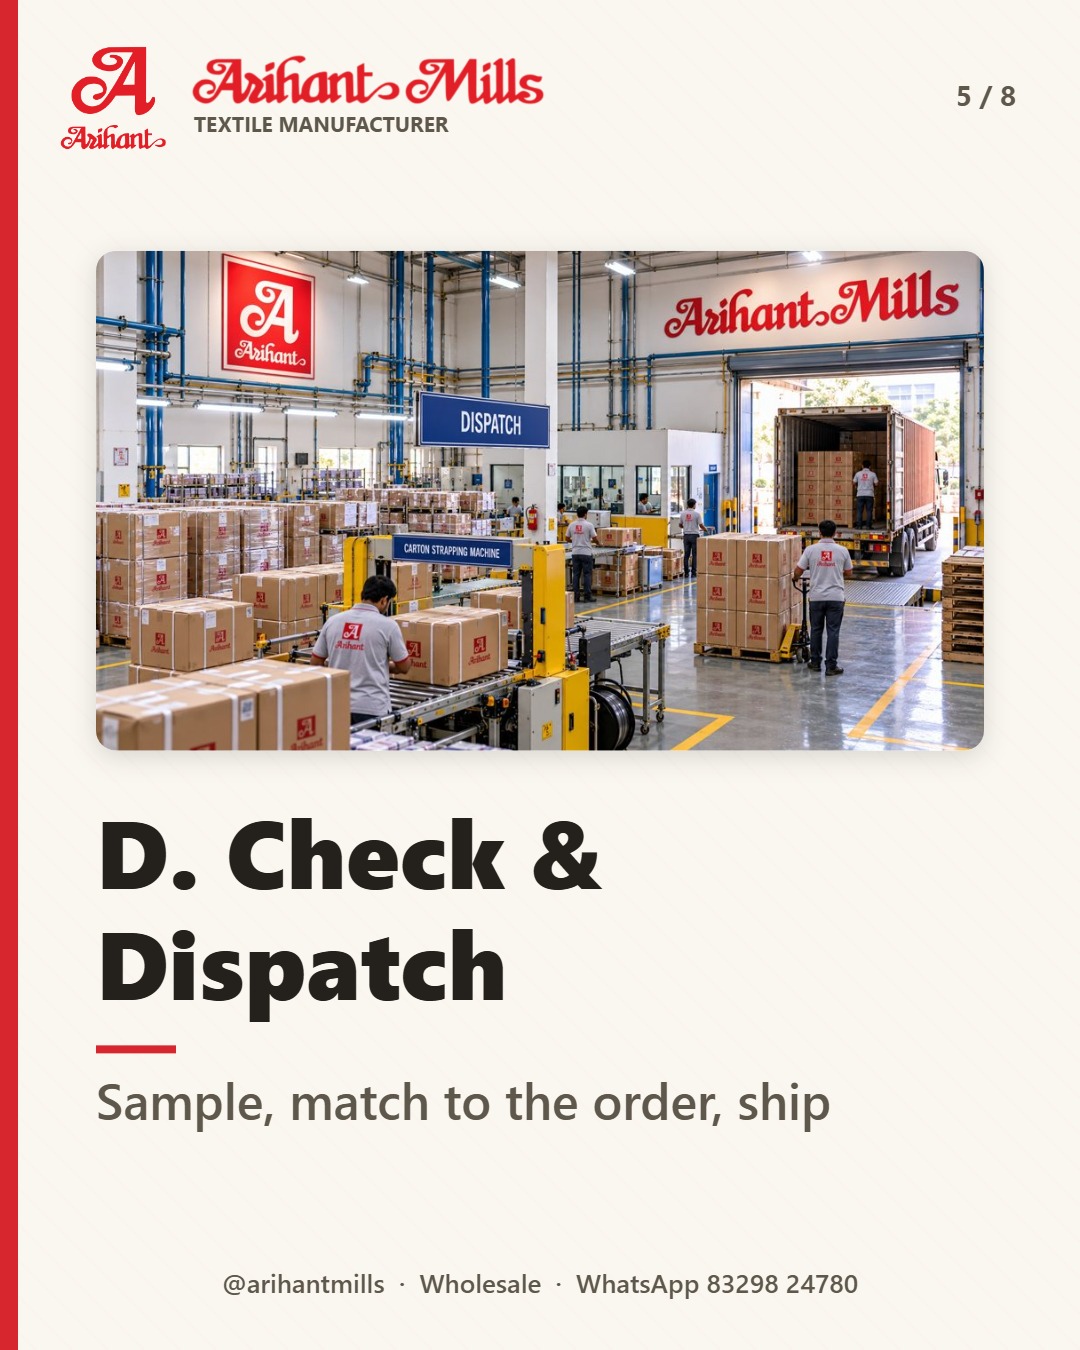 A
Arihant
Arihant Mills
TEXTILE MANUFACTURER
5 / 8
A
Arihant
Arihant Mills
DISPATCH
CARTON STRAPPING MACHINE
A
Arihant
D. Check &
Dispatch
Sample, match to the order, ship
@arihantmills · Wholesale · WhatsApp 83298 24780